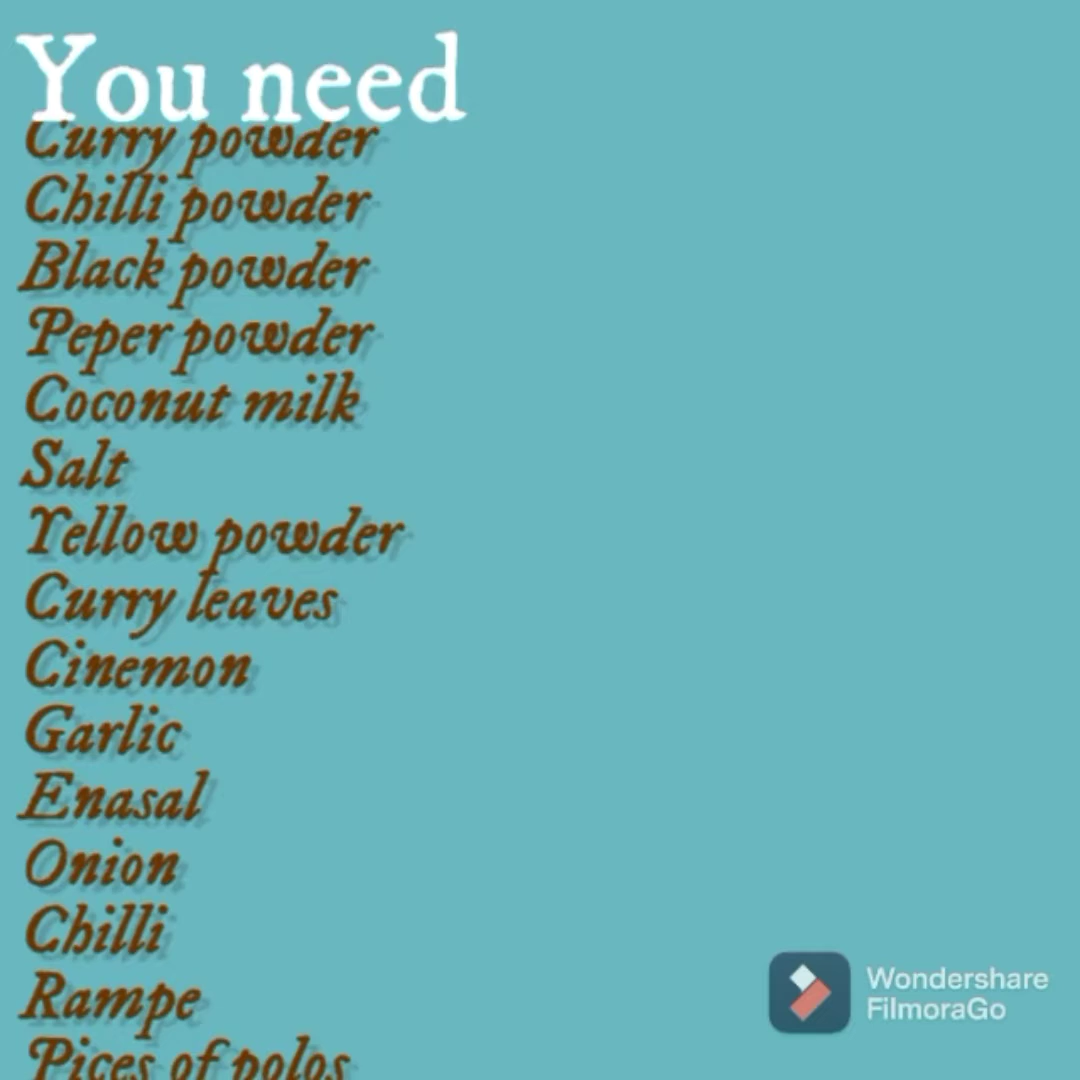 You need
Curry powder
Chilli powder
Black powder
Peper powder
Coconut milk
Salt
Yellow powder
Curry leaves
Cinemon
Garlic
Enasal
Onion
Chilli
Rampe
Pices of polos
Wondershare
FilmoraGo